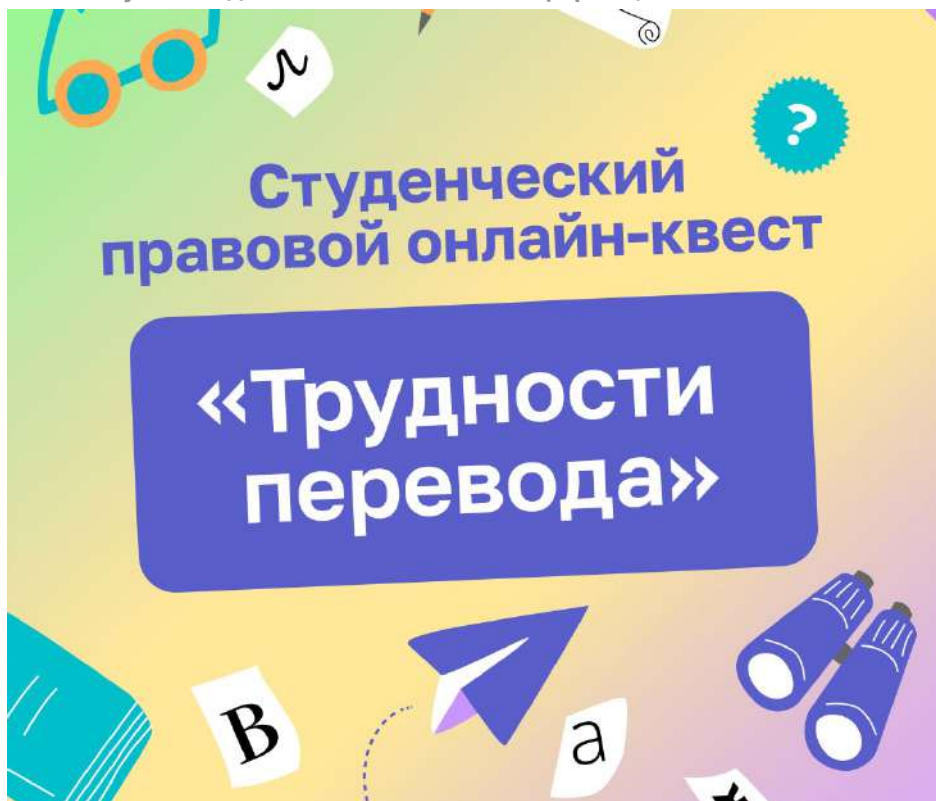 л
?
Студенческий
правовой онлайн-квест
«Трудности
перевода»
В
а